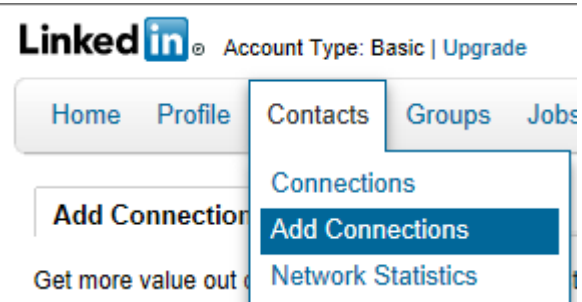 Linked in ® Account Type: Basic | Upgrade
Home Profile Contacts Groups Jobs
Connections
Add Connection
Add Connections
Get more value out
Network Statistics